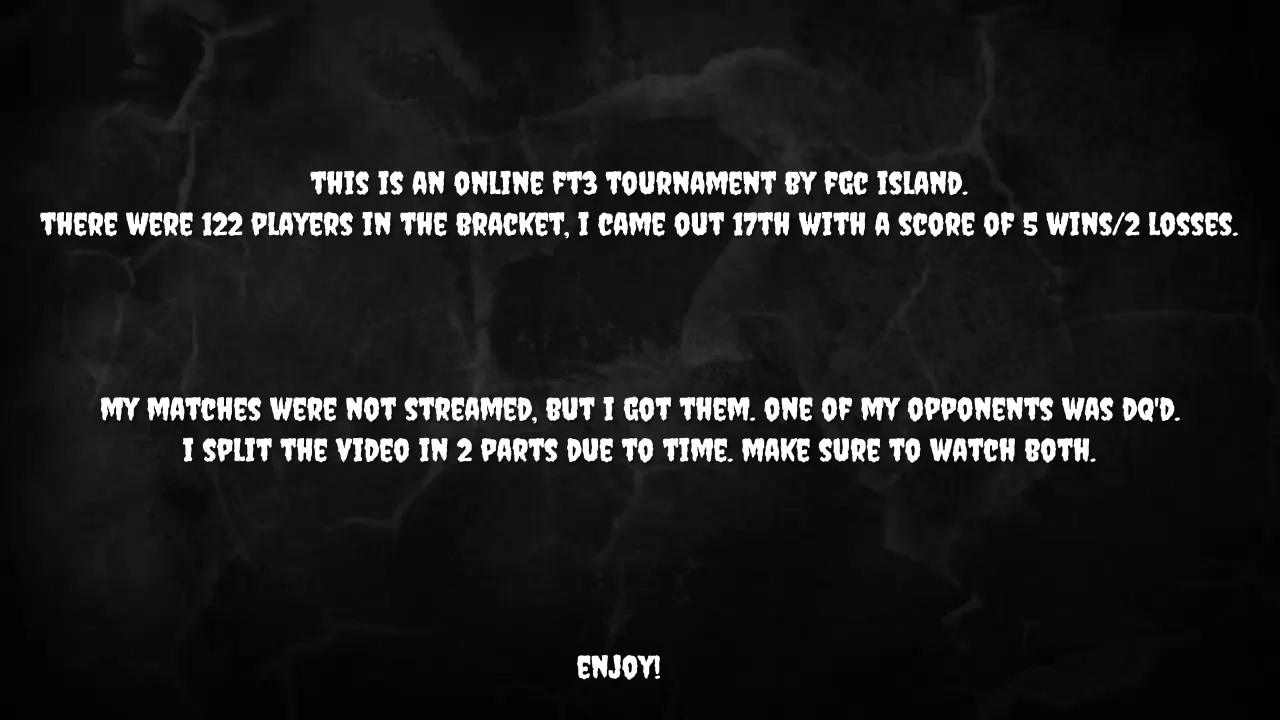 THIS IS AN ONLINE FT3 TOURNAMENT BY FGC ISLAND.
THERE WERE 122 PLAYERS IN THE BRACKET, I CAME OUT 17TH WITH A SCORE OF 5 WINS/2 LOSSES.
MY MATCHES WERE NOT STREAMED, BUT I GOT THEM. ONE OF MY OPPONENTS WAS DQ'D.
I SPLIT THE VIDEO IN 2 PARTS DUE TO TIME. MAKE SURE TO WATCH BOTH.
ENJOY!